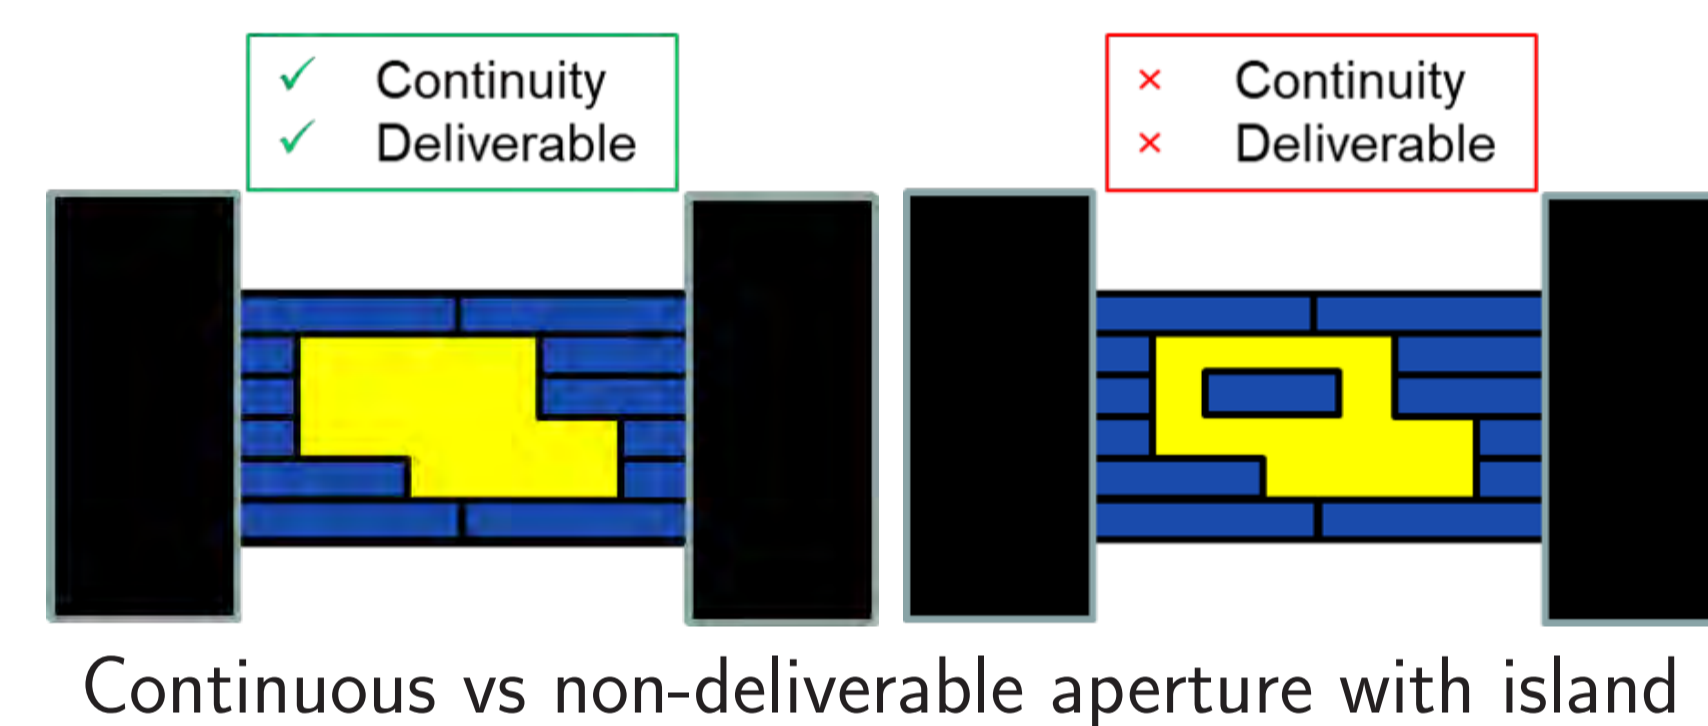 ✓ Continuity
✓ Deliverable
× Continuity
× Deliverable
Continuous vs non-deliverable aperture with island